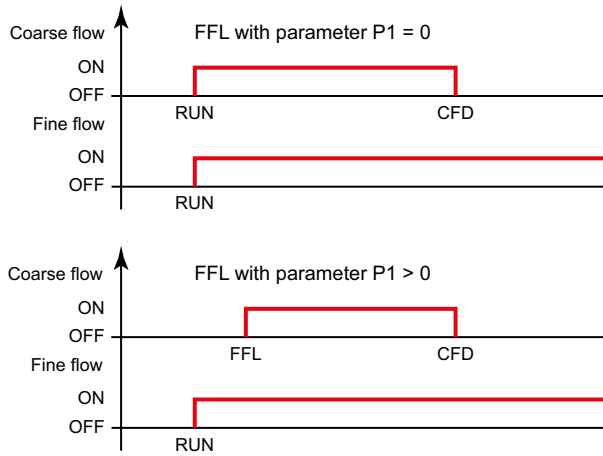 Coarse flow FFL with parameter P1 = 0
ON
OFF
RUN CFD
Fine flow
ON
OFF
RUN
Coarse flow FFL with parameter P1 > 0
ON
OFF
FFL CFD
Fine flow
ON
OFF
RUN